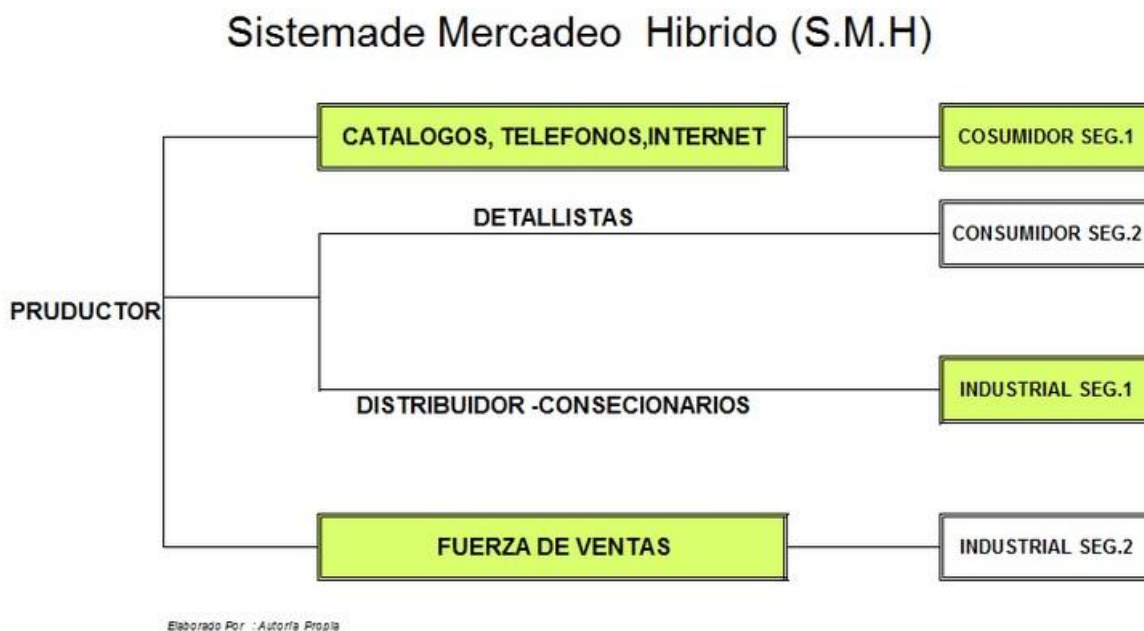 Sistemade Mercadeo Hibrido (S.M.H)
CATALOGOS, TELEFONOS,INTERNET
COSUMIDOR SEG.1
DETALLISTAS
CONSUMIDOR SEG.2
PRUDUCTOR
INDUSTRIAL SEG.1
DISTRIBUIDOR -CONSECIONARIOS
FUERZA DE VENTAS
INDUSTRIAL SEG.2
Elaborado Por : Autoría Propia